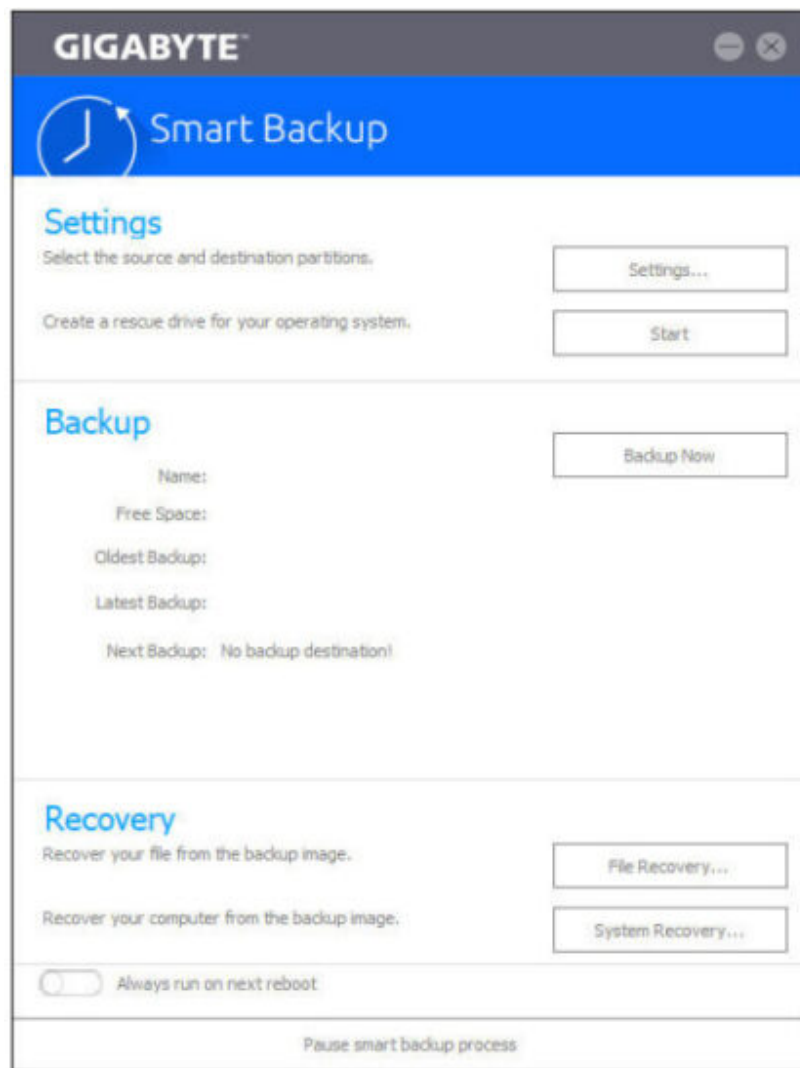 GIGABYTE™
Smart Backup
Settings
Select the source and destination partitions.
Settings...
Create a rescue drive for your operating system.
Start
Backup
Backup Now
Name:
Free Space:
Oldest Backup:
Latest Backup:
Next Backup: No backup destination!
Recovery
Recover your file from the backup image.
File Recovery...
Recover your computer from the backup image.
System Recovery...
Always run on next reboot
Pause smart backup process